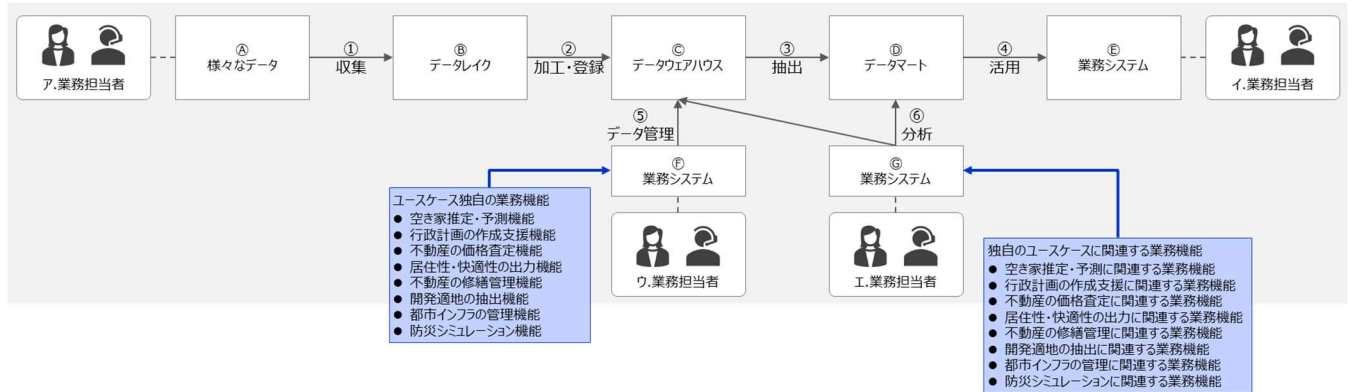 ア.業務担当者
Ⓐ
様々なデータ
①
収集
Ⓑ
データレイク
②
加工・登録
Ⓒ
データウェアハウス
③
抽出
Ⓓ
データマート
④
活用
Ⓔ
業務システム
イ.業務担当者
⑤
データ管理
⑥
分析
Ⓕ
業務システム
Ⓖ
業務システム
ウ.業務担当者
エ.業務担当者
ユースケース独自の業務機能
● 空き家推定・予測機能
● 行政計画の作成支援機能
● 不動産の価格査定機能
● 居住性・快適性の出力機能
● 不動産の修繕管理機能
● 開発適地の抽出機能
● 都市インフラの管理機能
● 防災シミュレーション機能
独自のユースケースに関連する業務機能
● 空き家推定・予測に関連する業務機能
● 行政計画の作成支援に関連する業務機能
● 不動産の価格査定に関連する業務機能
● 居住性・快適性の出力に関連する業務機能
● 不動産の修繕管理に関連する業務機能
● 開発適地の抽出に関連する業務機能
● 都市インフラの管理に関連する業務機能
● 防災シミュレーションに関連する業務機能